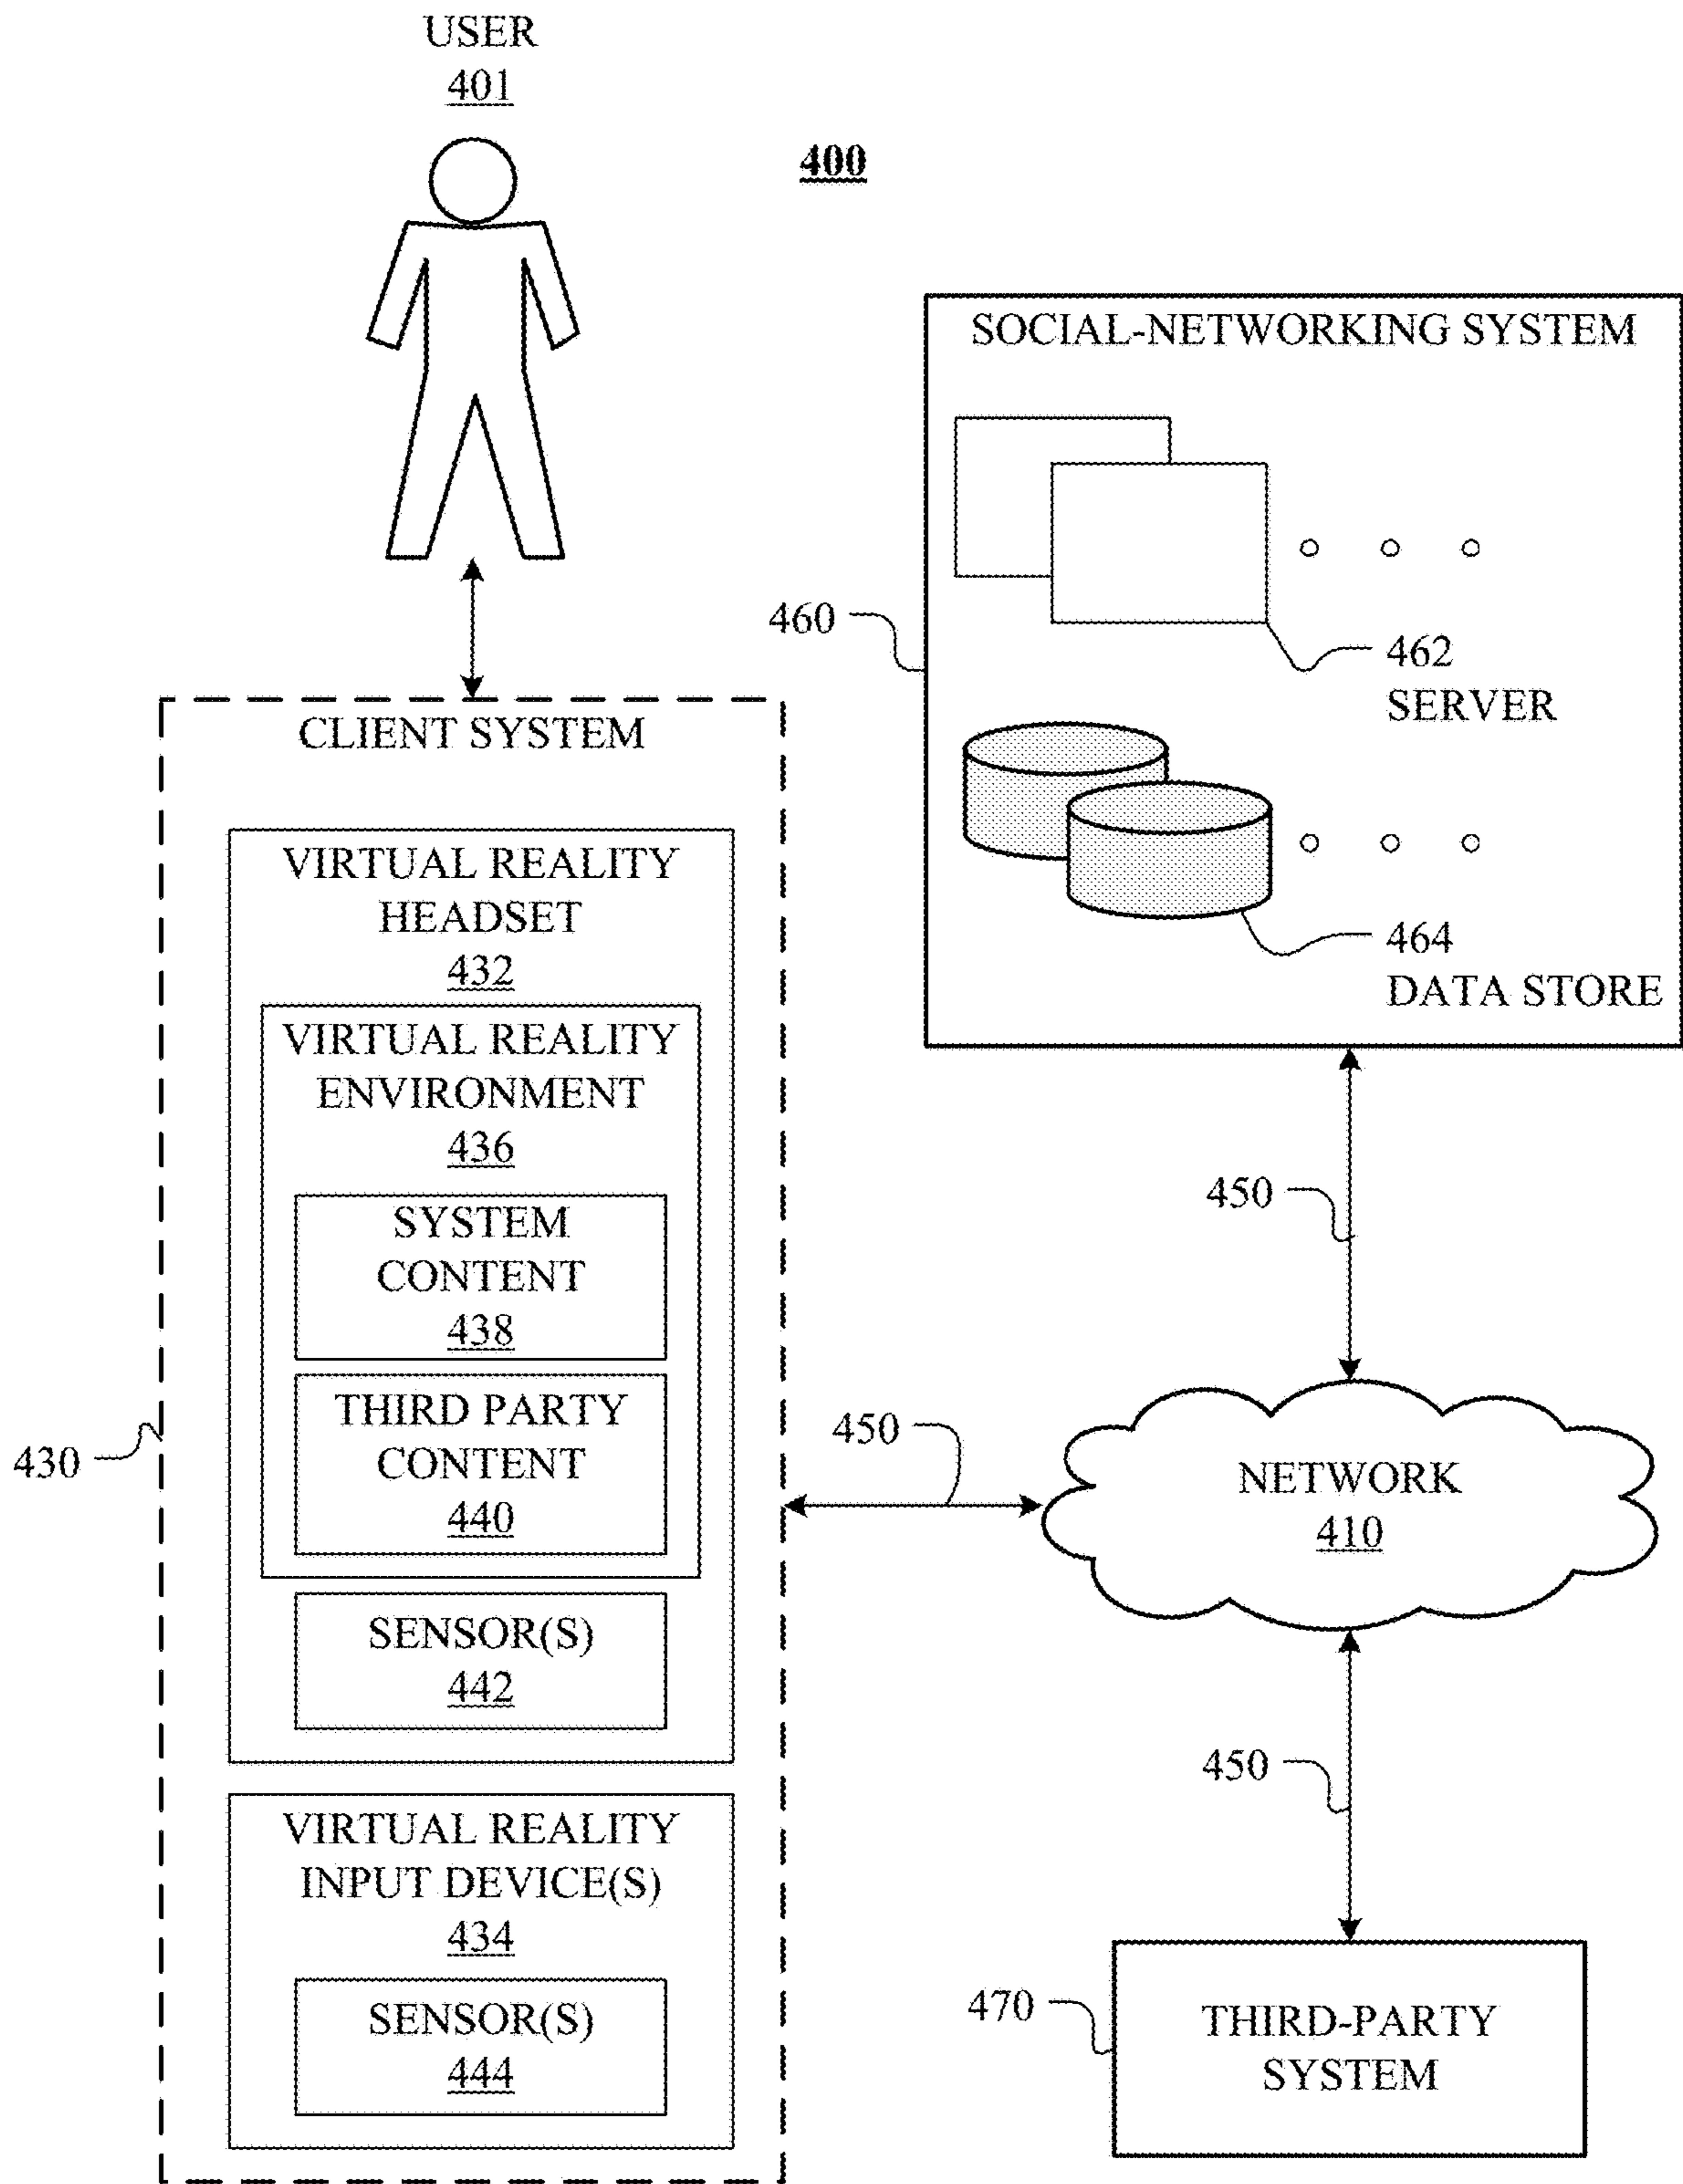 USER
401
400
SOCIAL-NETWORKING SYSTEM
460
462
SERVER
464
DATA STORE
CLIENT SYSTEM
VIRTUAL REALITY
HEADSET
432
VIRTUAL REALITY
ENVIRONMENT
436
SYSTEM
CONTENT
438
THIRD PARTY
CONTENT
440
SENSOR(S)
442
430
VIRTUAL REALITY
INPUT DEVICE(S)
434
SENSOR(S)
444
450
450
NETWORK
410
450
470
THIRD-PARTY
SYSTEM